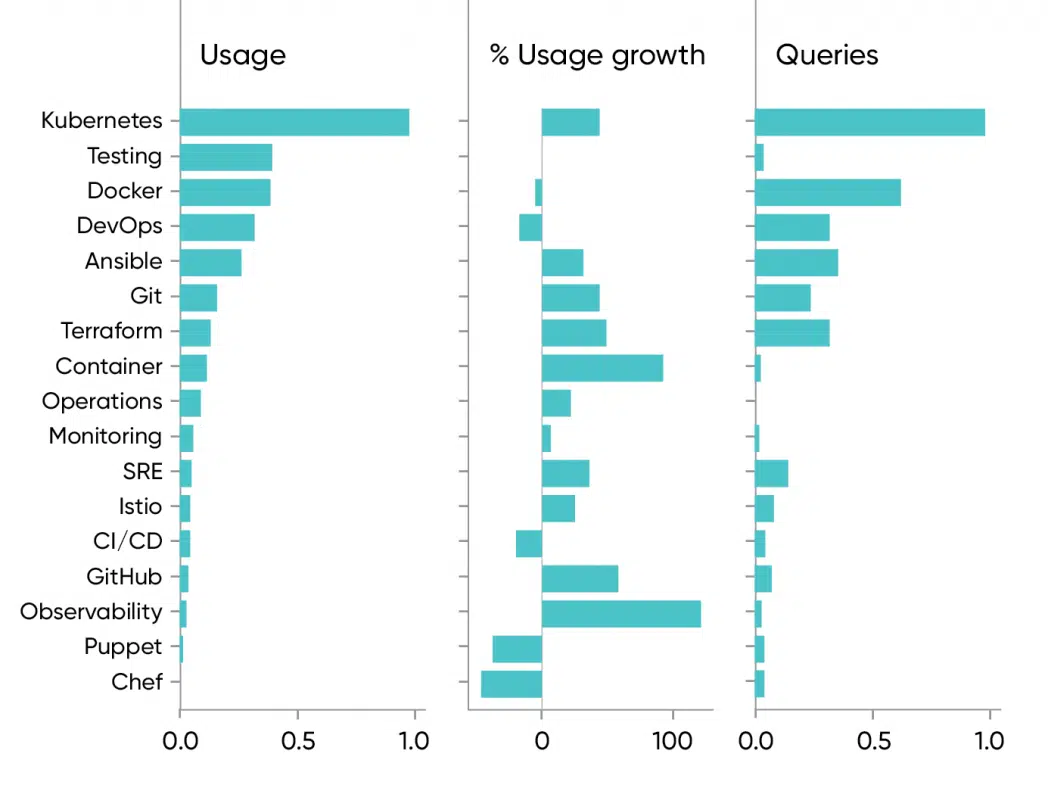 Usage % Usage growth Queries
Kubernetes
Testing
Docker
DevOps
Ansible
Git
Terraform
Container
Operations
Monitoring
SRE
Istio
CI/CD
GitHub
Observability
Puppet
Chef
0.0 0.5 1.0 0 100 0.0 0.5 1.0